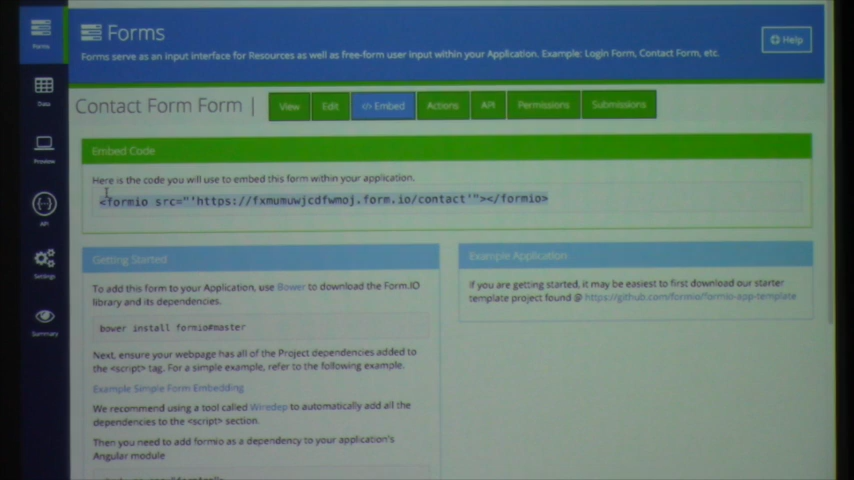 Forms
Forms
Forms serve as an input interface for Resources as well as free-form user input within your Application. Example: Login Form, Contact Form, etc.
Help
Data
Preview
API
Settings
Summary
Contact Form Form |
View
Edit
</> Embed
Actions
API
Permissions
Submissions
Embed Code
Here is the code you will use to embed this form within your application.
<formio src="'https://fxmumuwjcdfwmoj.form.io/contact'"></formio>
Getting Started
To add this form to your Application, use Bower to download the Form.IO
library and its dependencies.
bower install formio#master
Next, ensure your webpage has all of the Project dependencies added to
the <script> tag. For a simple example, refer to the following example.
Example Simple Form Embedding
We recommend using a tool called Wiredep to automatically add all the
dependencies to the <script> section.
Then you need to add formio as a dependency to your application's
Angular module
Example Application
If you are getting started, it may be easiest to first download our starter
template project found @ https://github.com/formio/formio-app-template